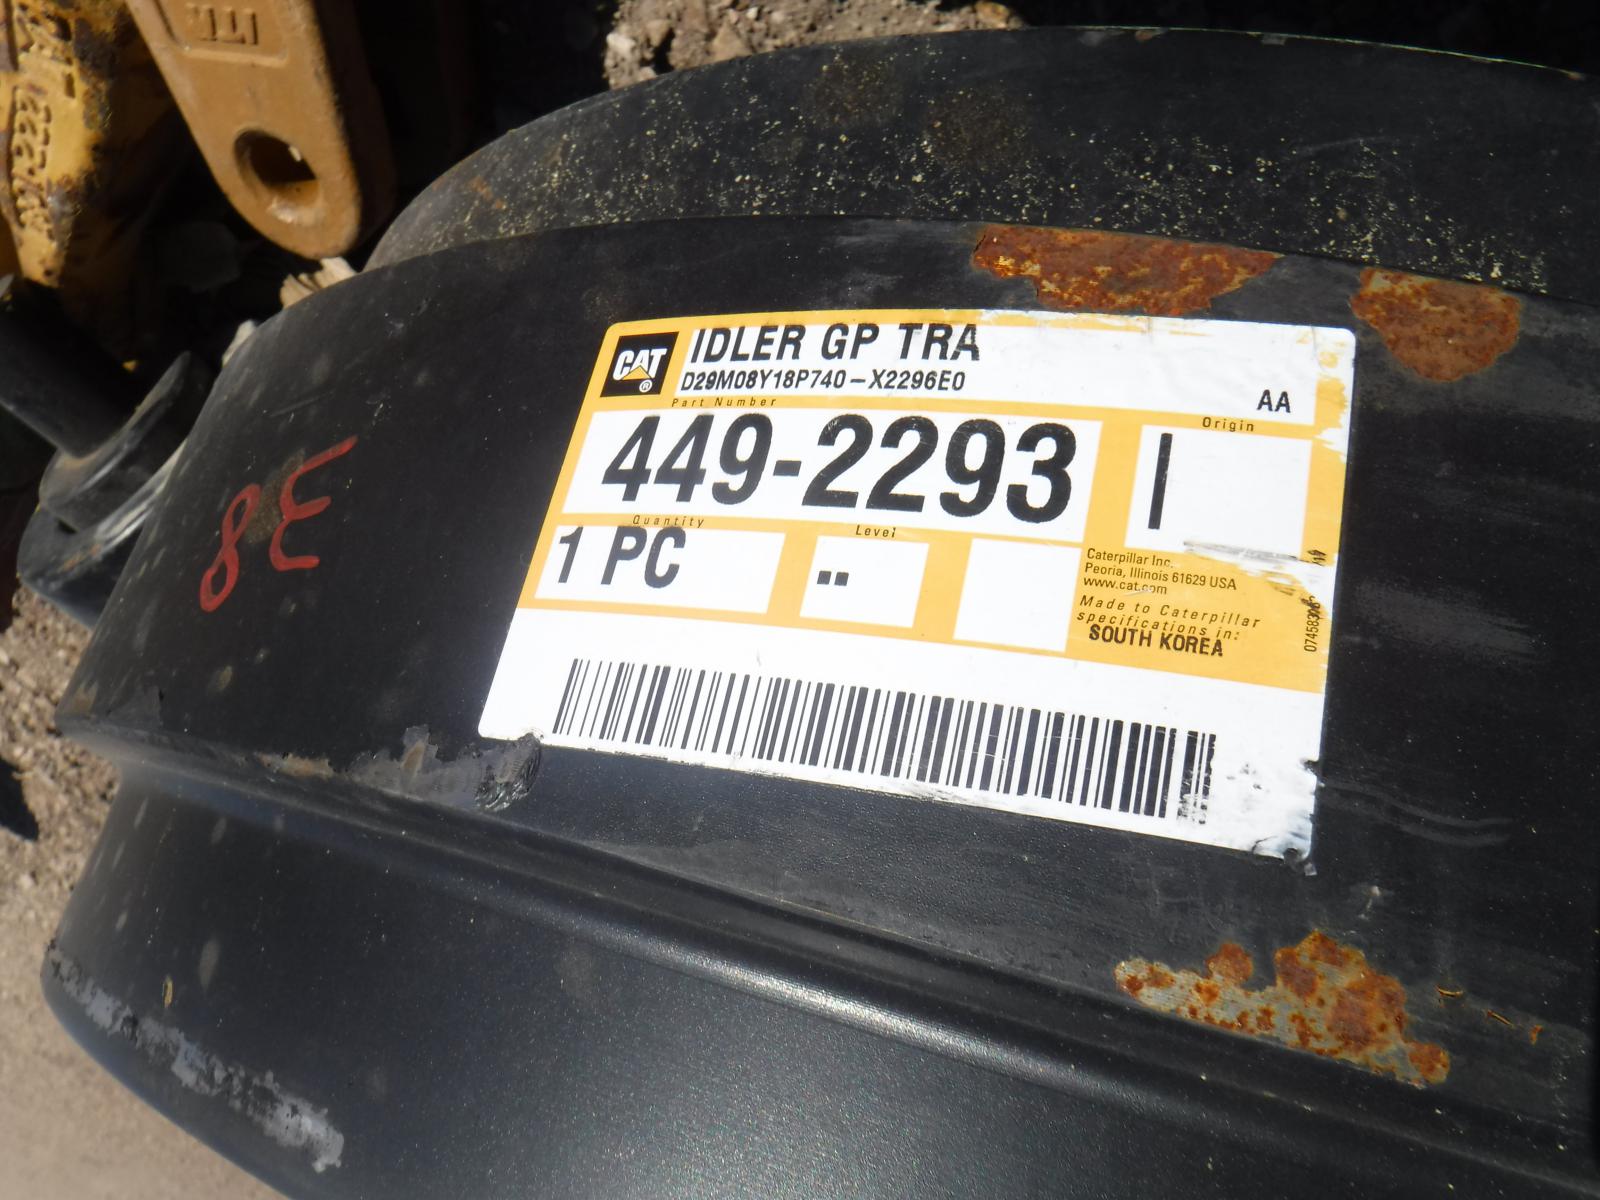 CAT
®
IDLER GP TRA
D29M08Y18P740-X2296E0
AA
Part Number
Origin
449-2293
I
Quantity
Level
1 PC
--
Caterpillar Inc.
Peoria, Illinois 61629 USA
www.cat.com
Made to Caterpillar
specifications in:
SOUTH KOREA